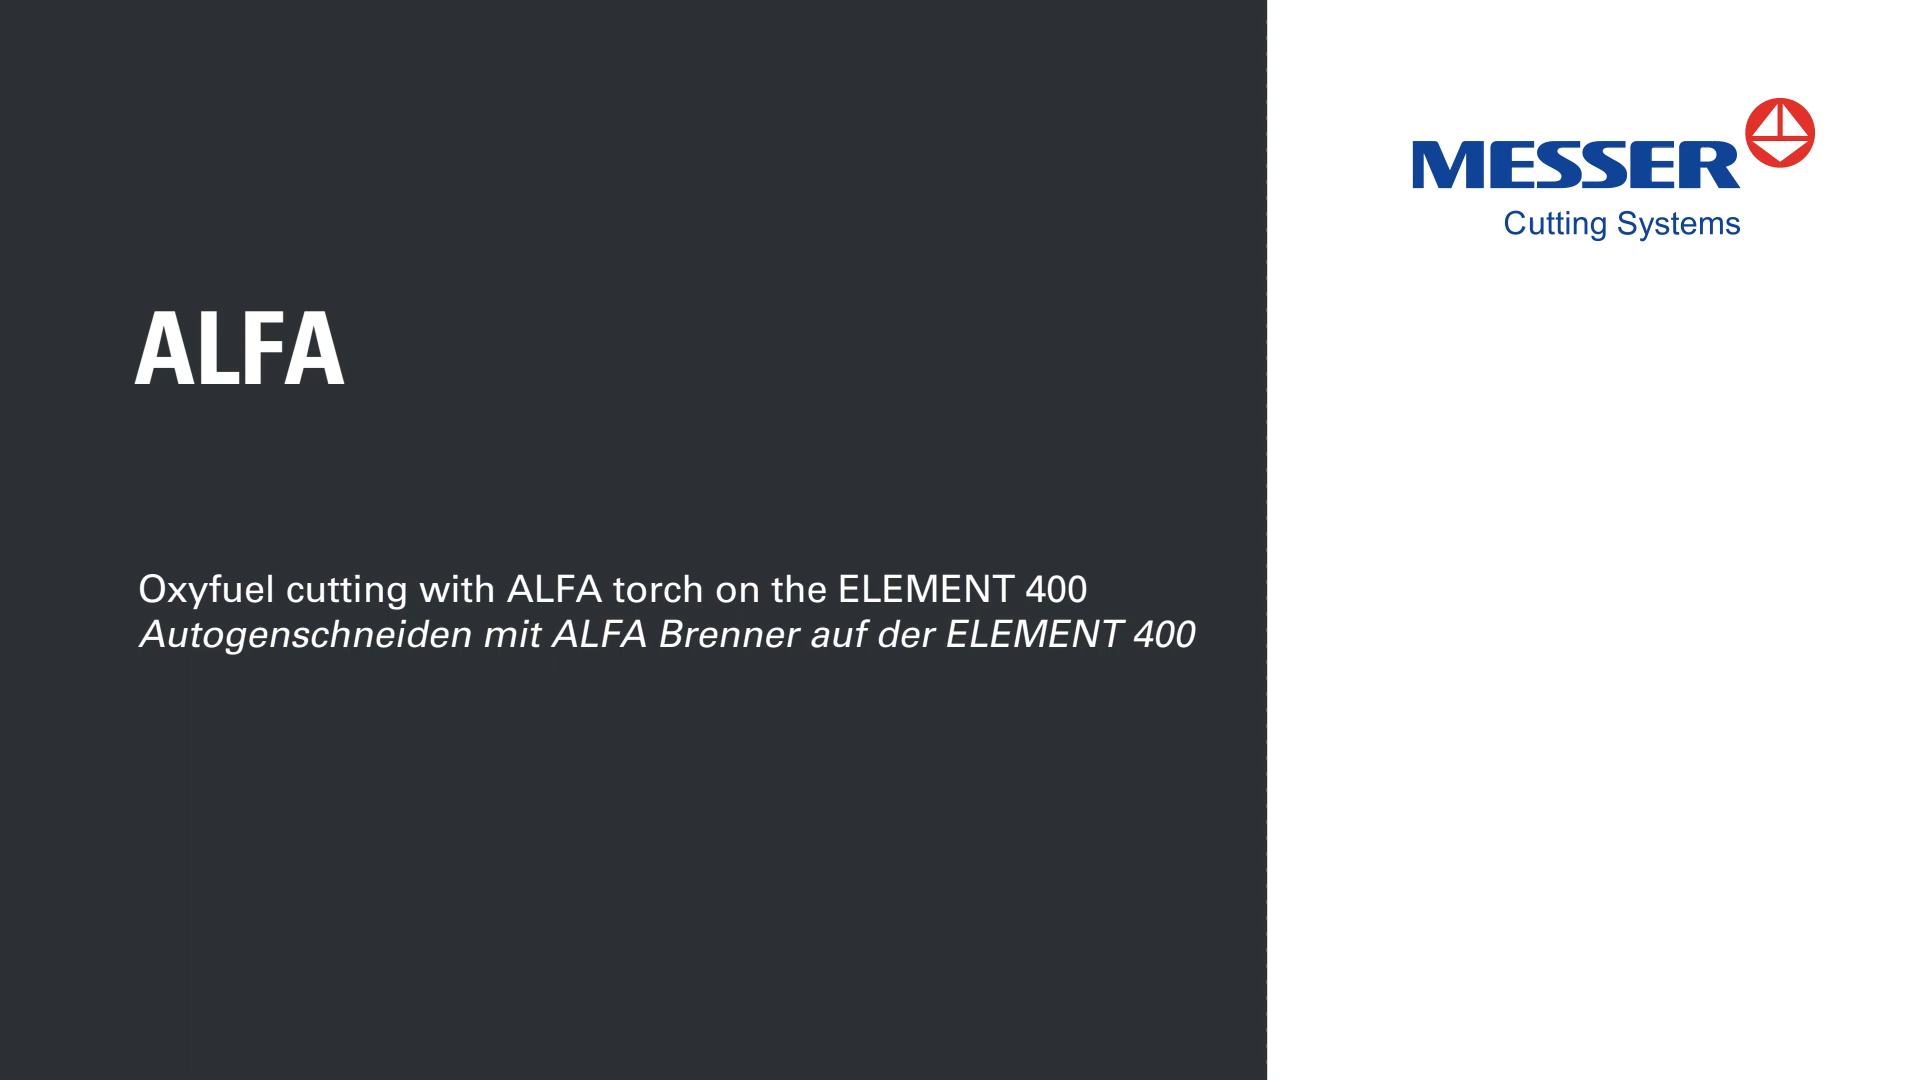 ALFA
Oxyfuel cutting with ALFA torch on the ELEMENT 400
Autogenschneiden mit ALFA Brenner auf der ELEMENT 400
MESSER
Cutting Systems